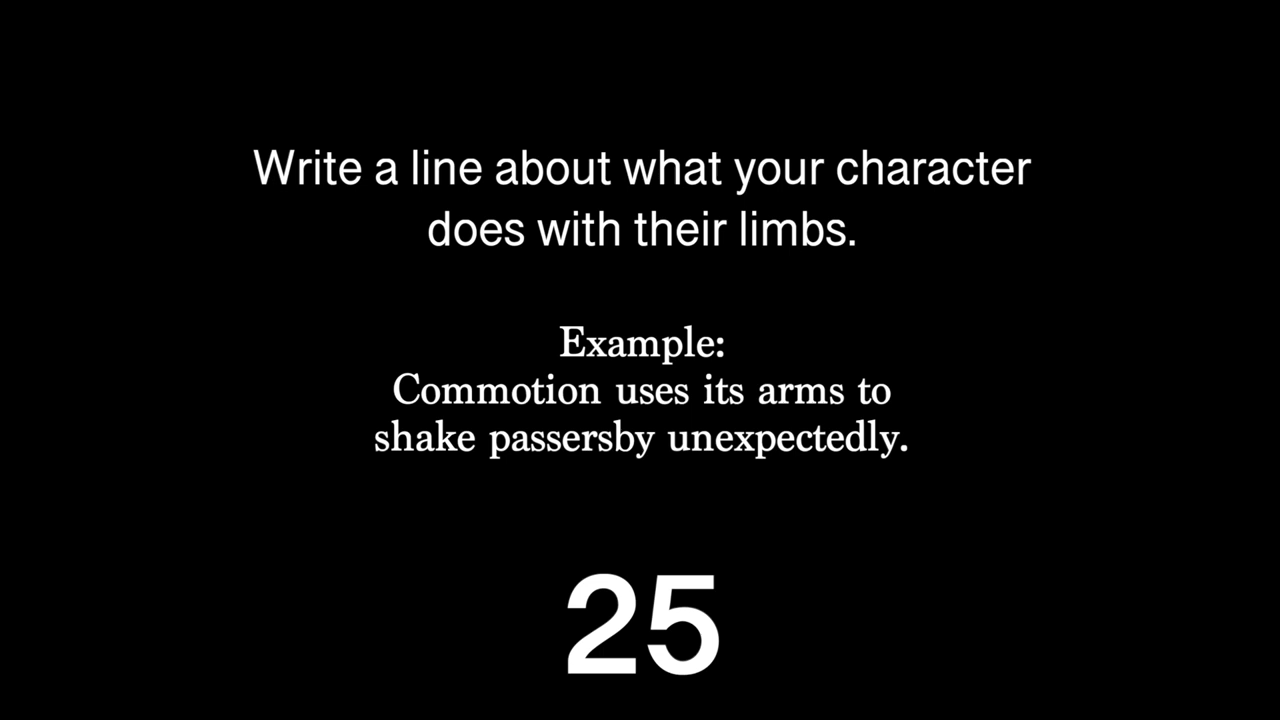 Write a line about what your character
does with their limbs.
Example:
Commotion uses its arms to
shake passersby unexpectedly.
25